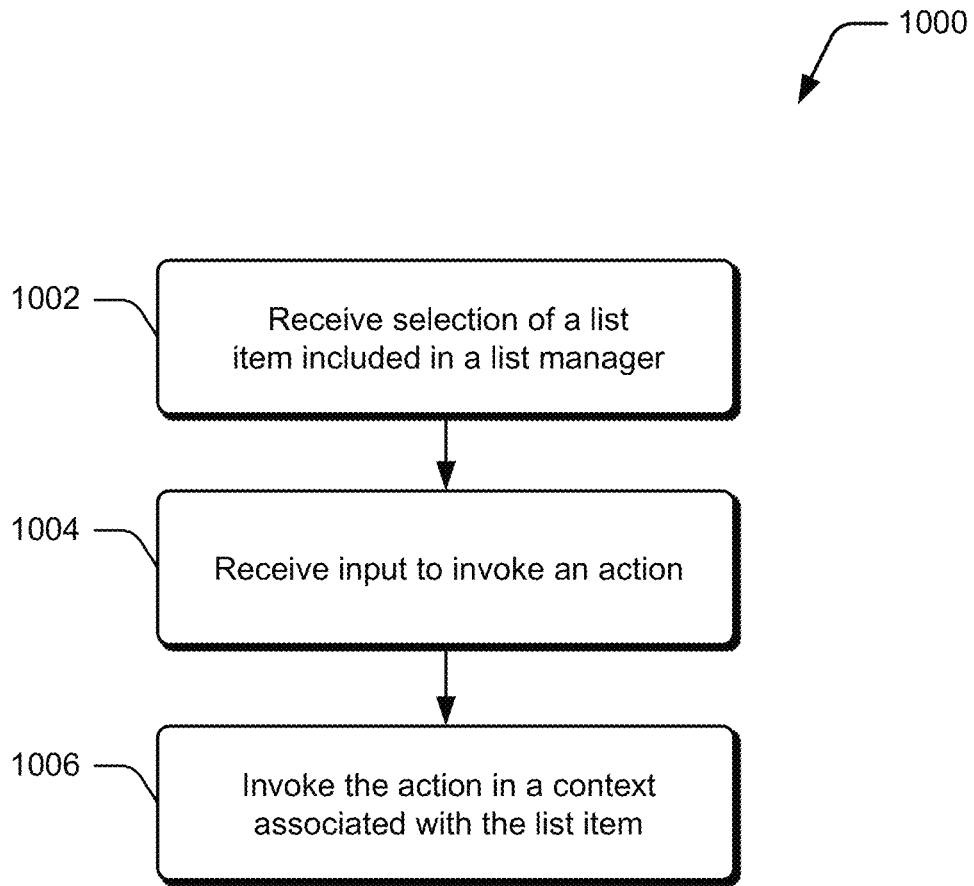 1000
1002
Receive selection of a list
item included in a list manager
1004
Receive input to invoke an action
1006
Invoke the action in a context
associated with the list item